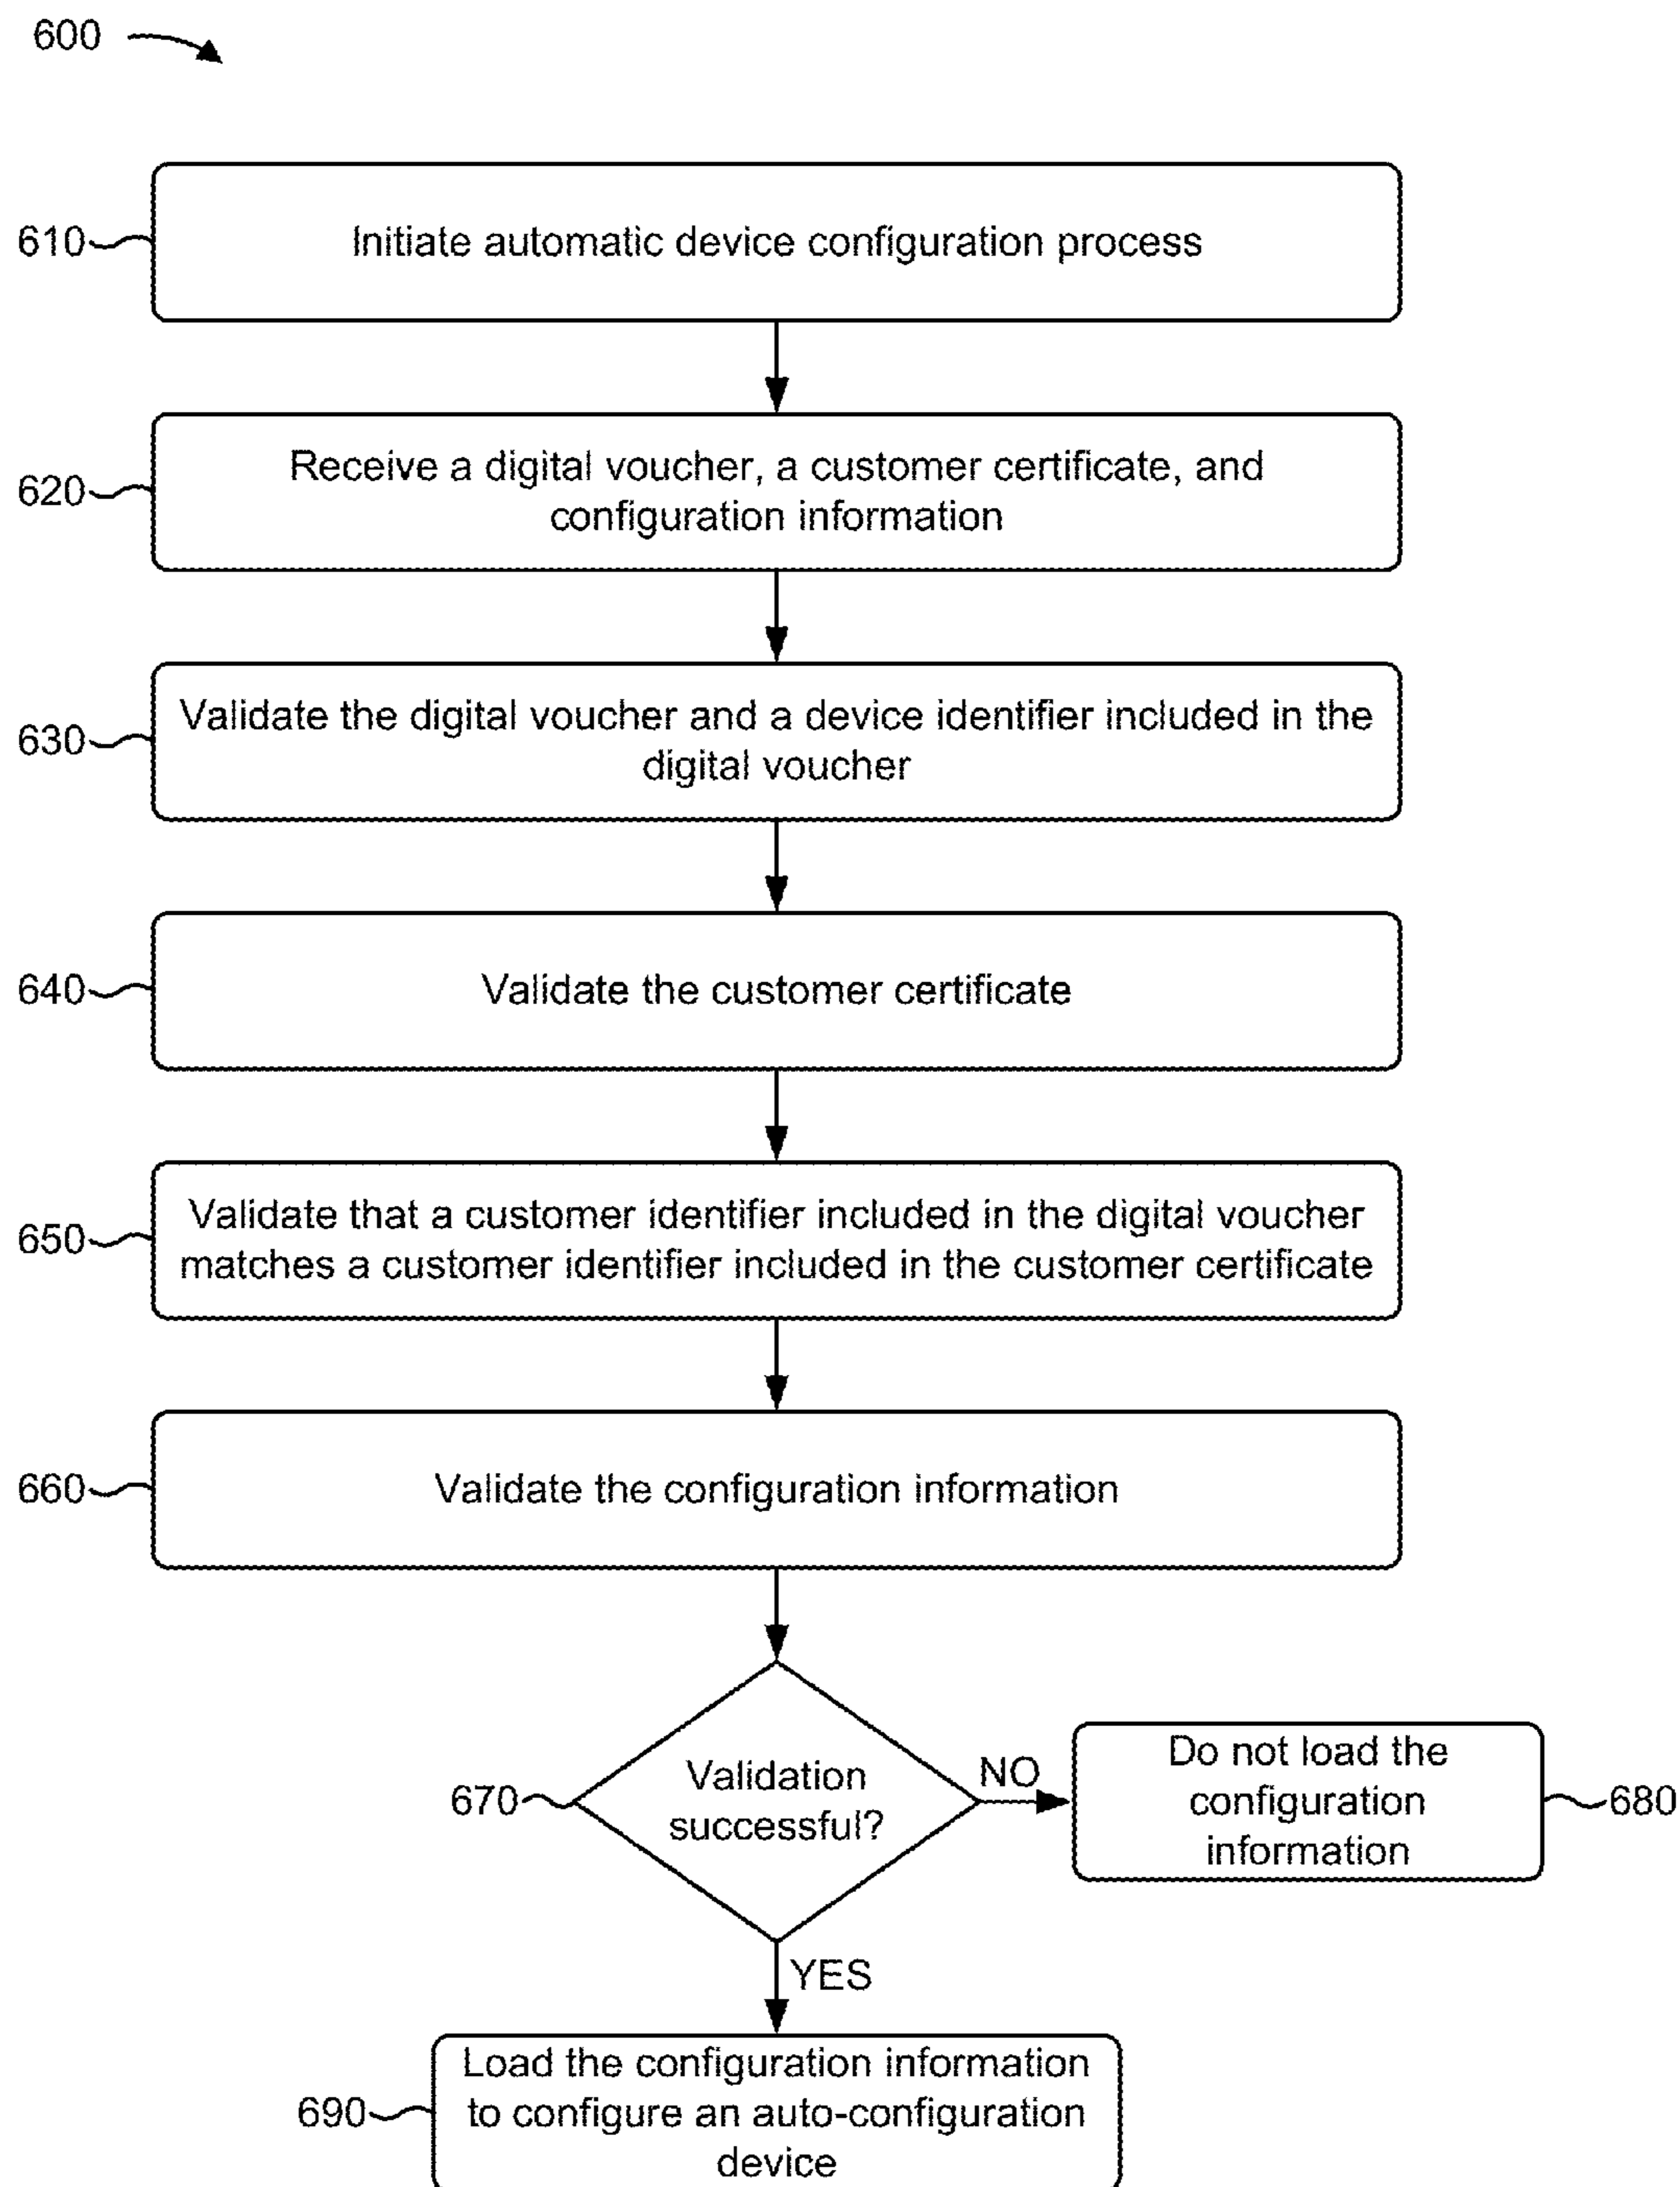 600
610
Initiate automatic device configuration process
620
Receive a digital voucher, a customer certificate, and
configuration information
630
Validate the digital voucher and a device identifier included in the
digital voucher
640
Validate the customer certificate
650
Validate that a customer identifier included in the digital voucher
matches a customer identifier included in the customer certificate
660
Validate the configuration information
670
Validation
successful?
NO
Do not load the
configuration
information
680
YES
690
Load the configuration information
to configure an auto-configuration
device